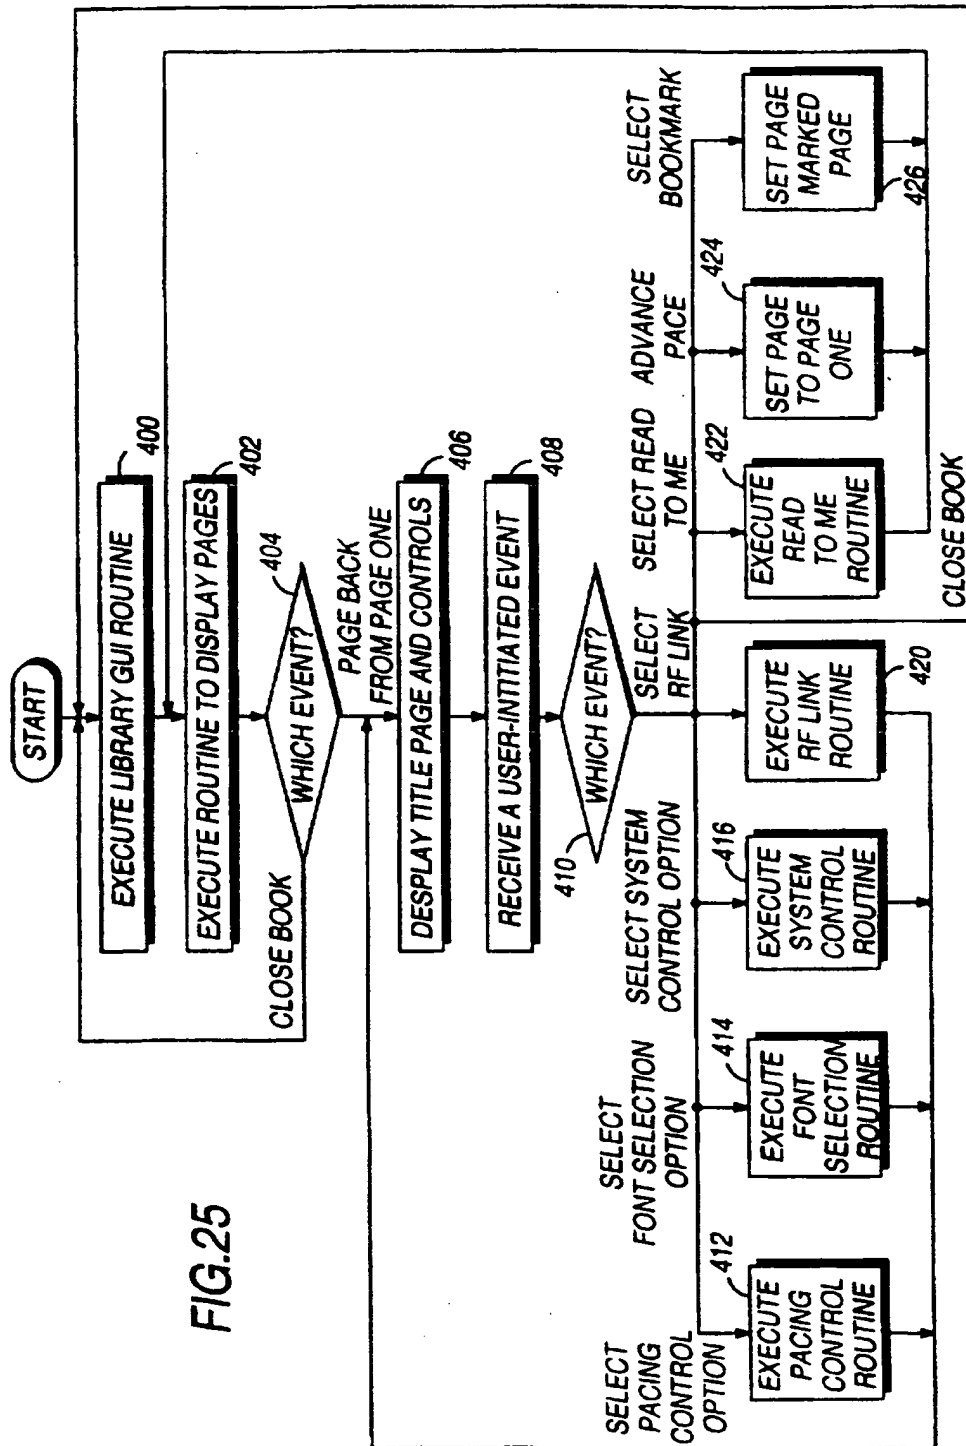 START
EXECUTE LIBRARY GUI ROUTINE
400
EXECUTE ROUTINE TO DISPLAY PAGES
402
WHICH EVENT?
404
CLOSE BOOK
PAGE BACK
FROM PAGE ONE
DESPLAY TITLE PAGE AND CONTROLS
406
RECEIVE A USER-INTITIATED EVENT
408
WHICH EVENT?
410
SELECT
PACING
CONTROL
OPTION
SELECT
FONT SELECTION
OPTION
SELECT SYSTEM
CONTROL OPTION
SELECT
RF LINK
SELECT READ
TO ME
ADVANCE
PACE
SELECT
BOOKMARK
412
EXECUTE
PACING
CONTROL
ROUTINE
414
EXECUTE
FONT
SELECTION
ROUTINE
416
EXECUTE
SYSTEM
CONTROL
ROUTINE
EXECUTE
RF LINK
ROUTINE
420
422
EXECUTE
READ
TO ME
ROUTINE
424
SET PAGE
TO PAGE
ONE
SET PAGE
MARKED
PAGE
426
CLOSE BOOK
FIG.25